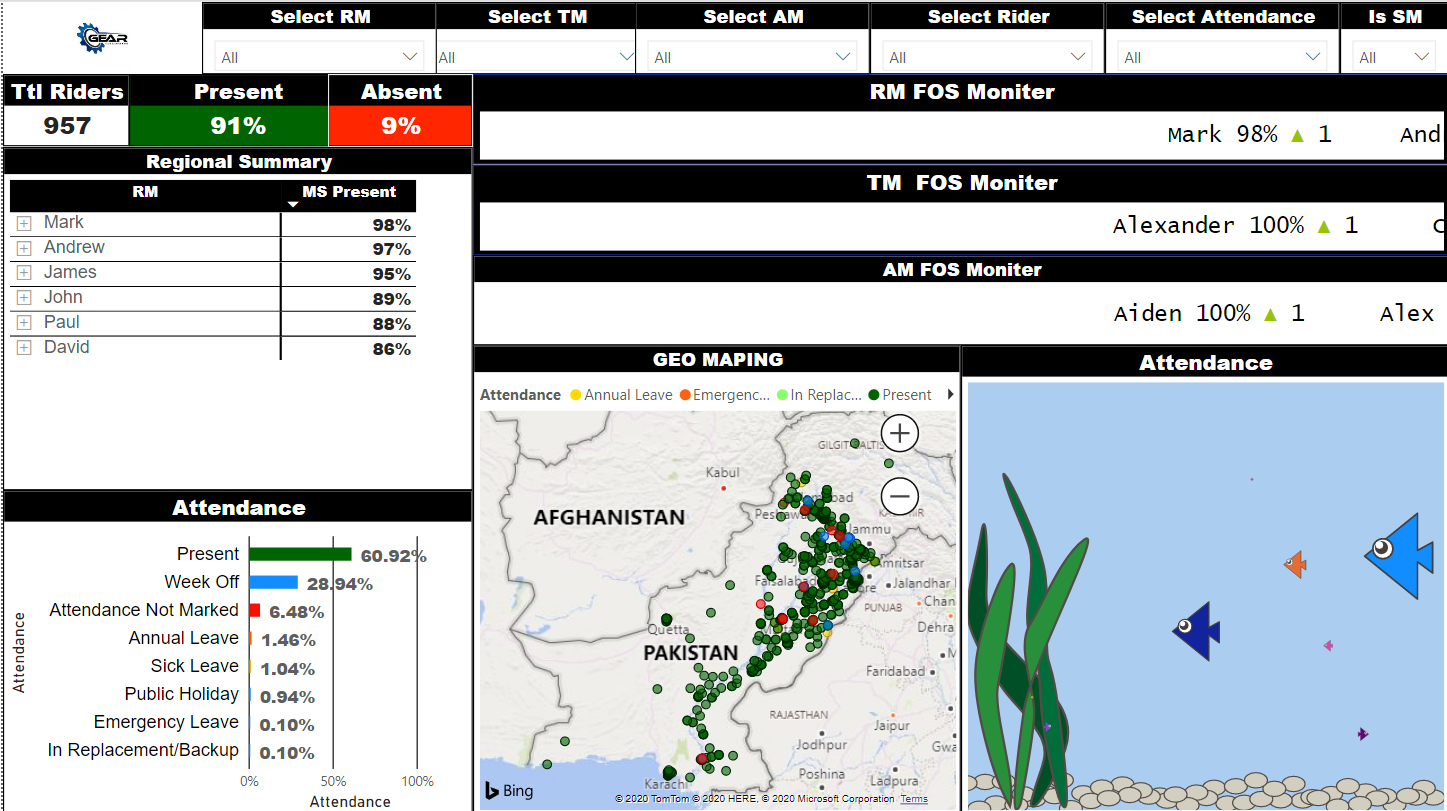 GEAR
Select RM
All
Select TM
All
Select AM
All
Select Rider
All
Select Attendance
All
Is SM
All
Ttl Riders
957
Present
91%
Absent
9%
RM FOS Moniter
Mark 98% ▲ 1 And
TM FOS Moniter
Alexander 100% ▲ 1 C
AM FOS Moniter
Aiden 100% ▲ 1 Alex
Regional Summary
RM MS Present
Mark 98%
Andrew 97%
James 95%
John 89%
Paul 88%
David 86%
Attendance
Attendance
Present 60.92%
Week Off 28.94%
Attendance Not Marked 6.48%
Annual Leave 1.46%
Sick Leave 1.04%
Public Holiday 0.94%
Emergency Leave 0.10%
In Replacement/Backup 0.10%
0% 50% 100%
Attendance
GEO MAPING
Attendance Annual Leave Emergenc... In Replac... Present
GILGIT
Kabul
AFGHANISTAN
Jammu
Amritsar
Faisalabad
Jalandhar
PUNJAB
Chan
Quetta
Dehra
PAKISTAN
Faridabad
RAJASTHAN
Jaipur
Jodhpur
Gwa
Poshina
Ladpura
Karachi
Bing
© 2020 TomTom © 2020 HERE, © 2020 Microsoft Corporation Terms
Attendance